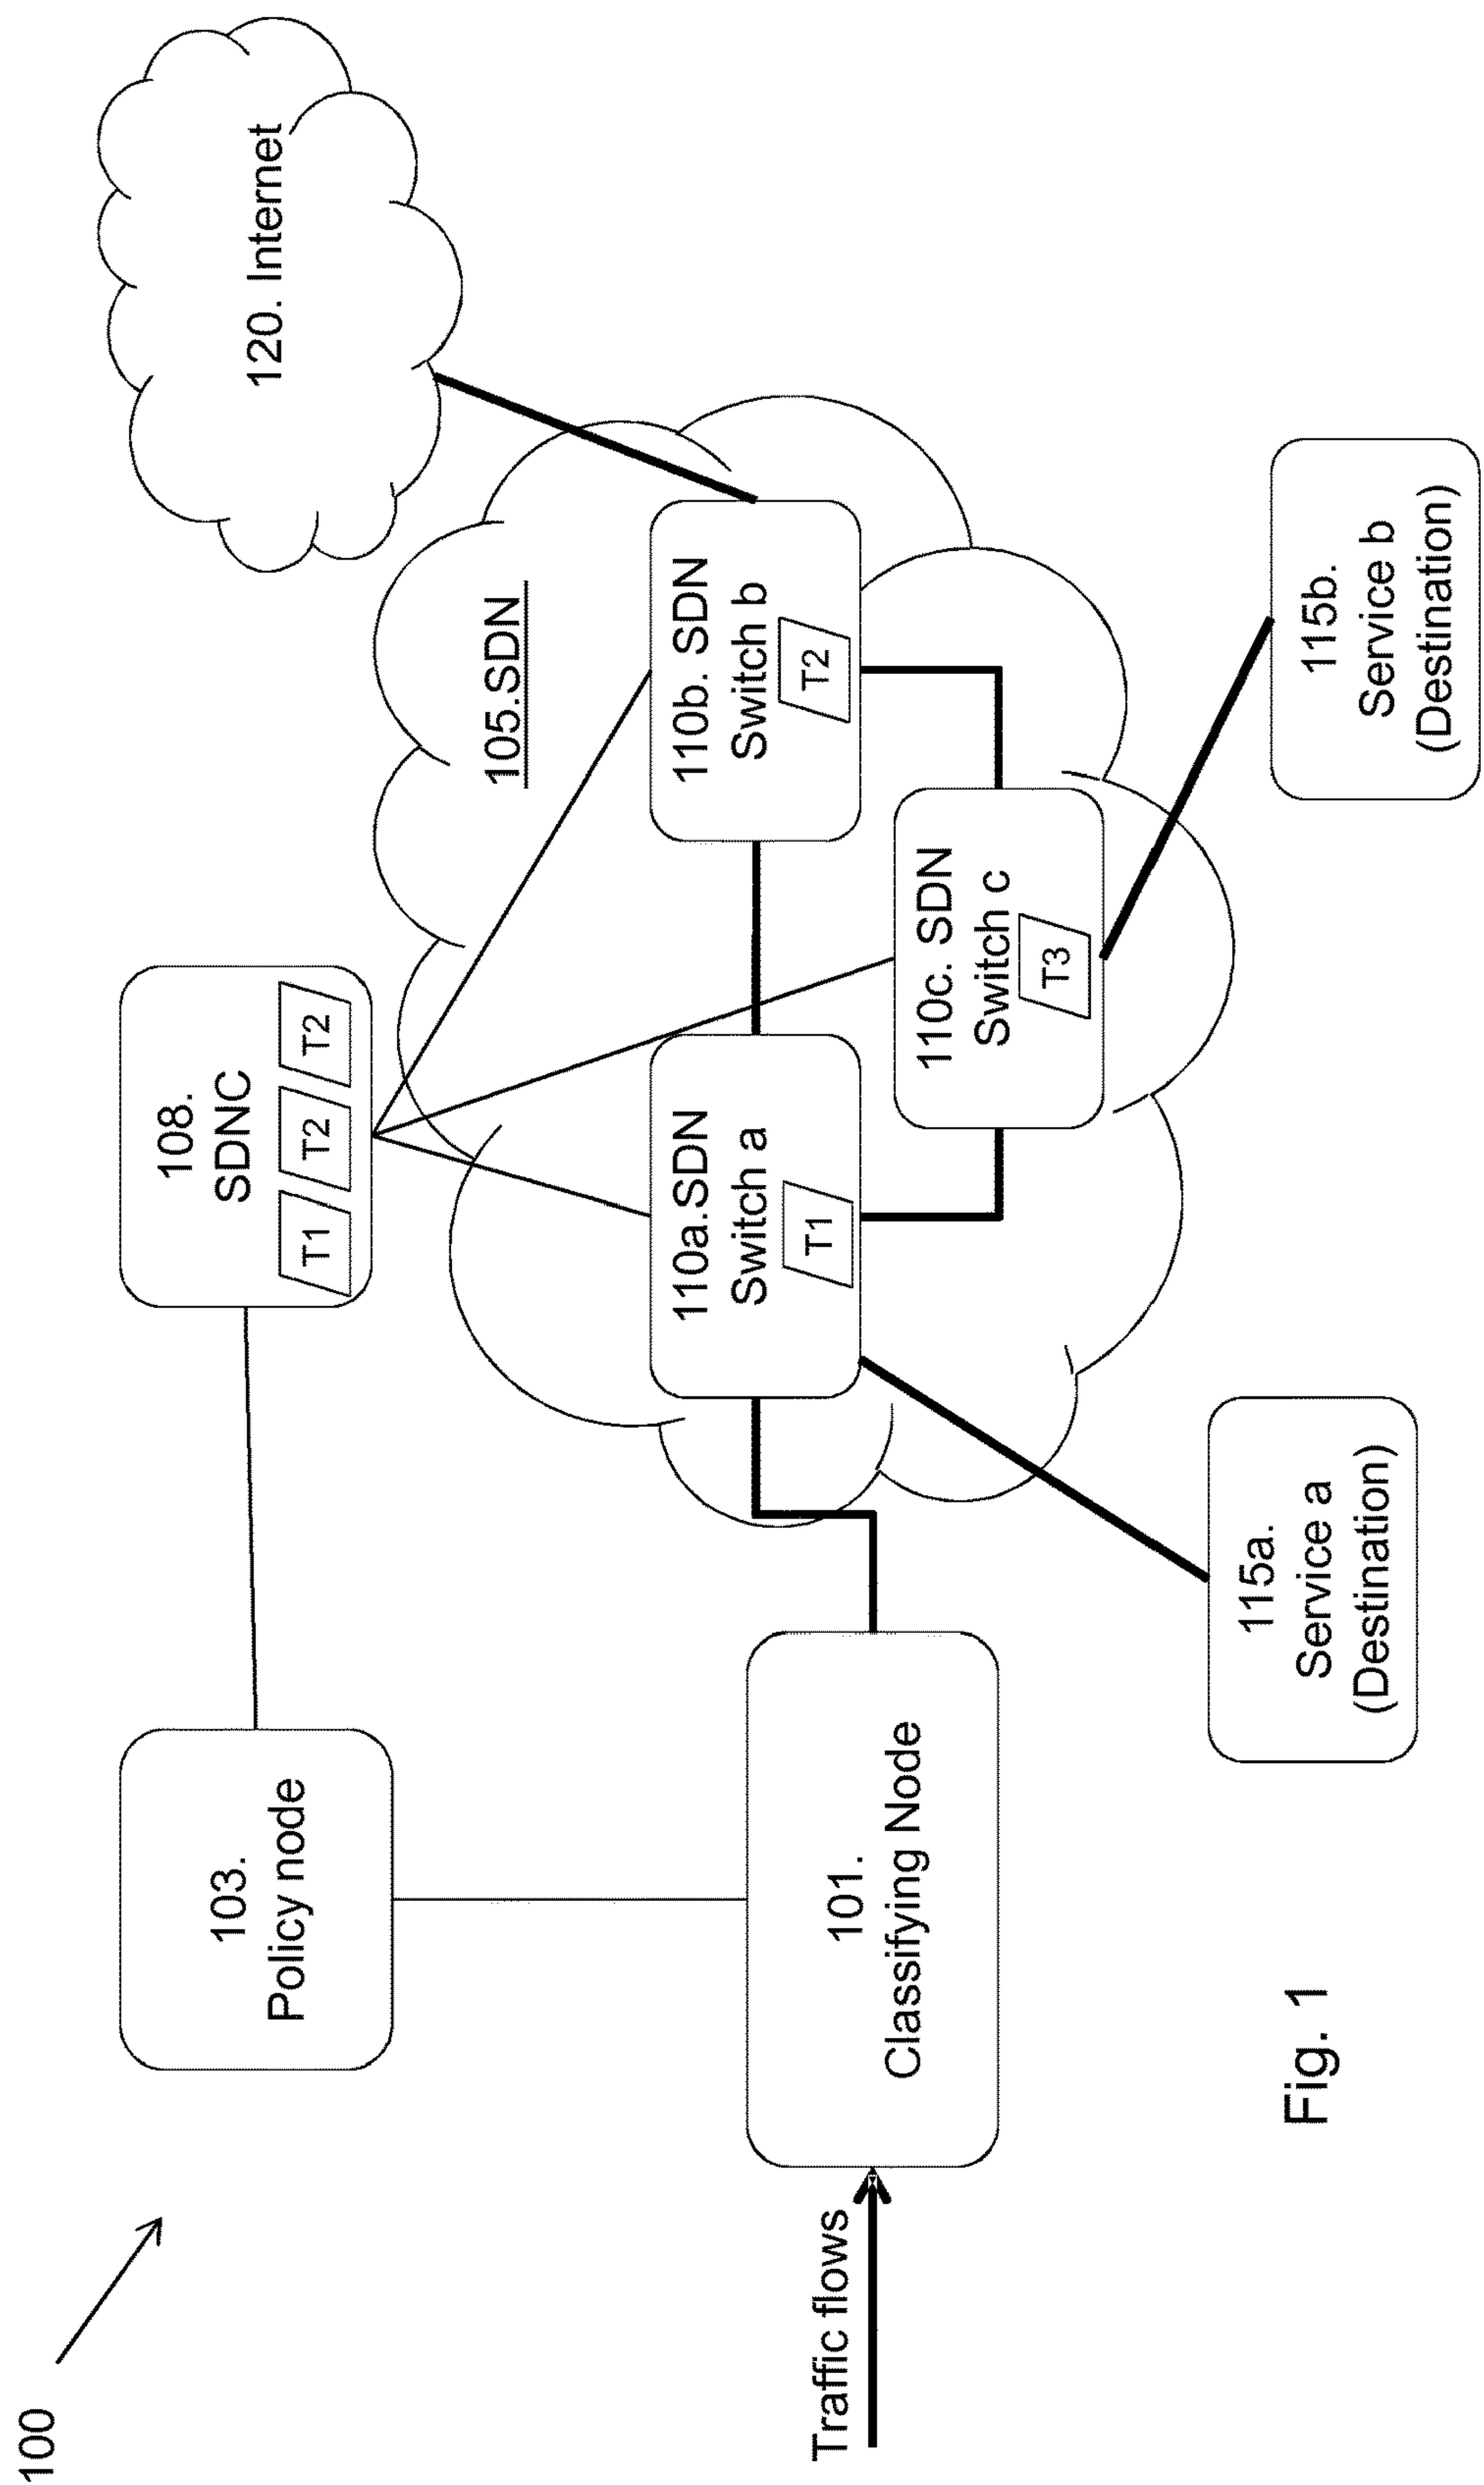 100
103.
Policy node
108.
SDNC
T1
T2
T2
120. Internet
105.SDN
110a.SDN
Switch a
T1
110b. SDN
Switch b
T2
110c. SDN
Switch c
T3
Traffic flows
101.
Classifying Node
115a.
Service a
(Destination)
115b.
Service b
(Destination)
Fig. 1